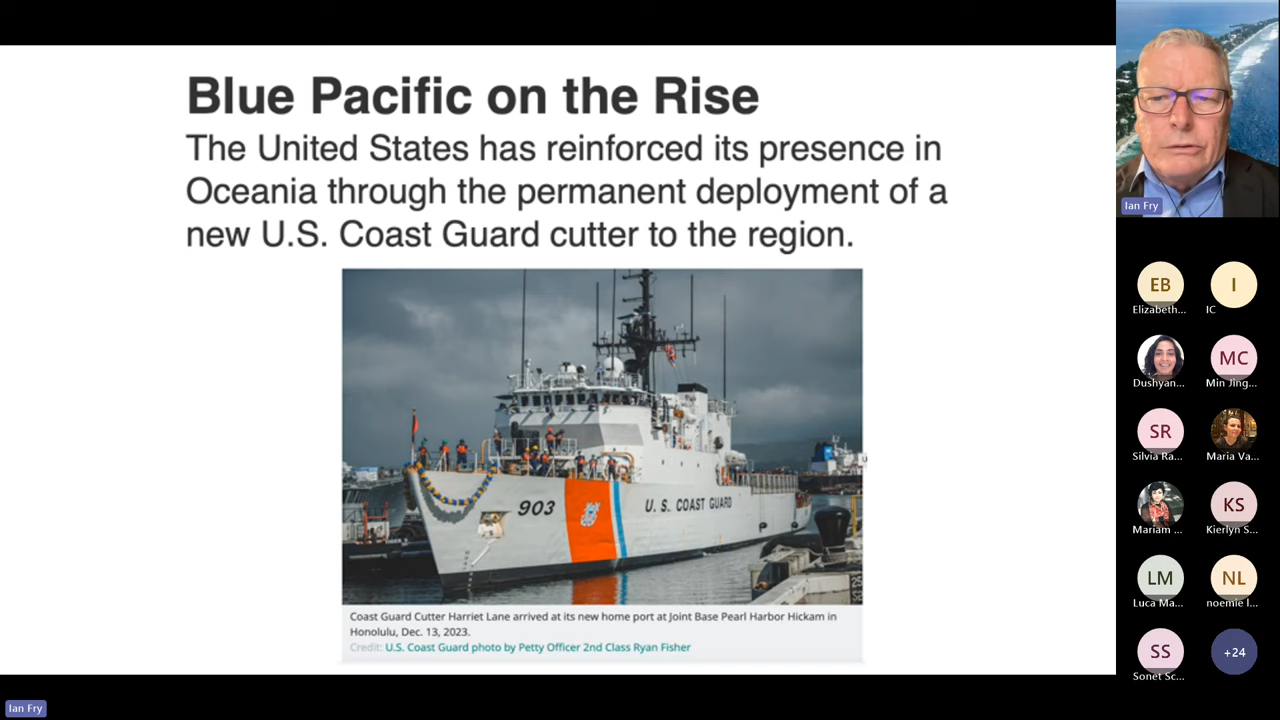 Blue Pacific on the Rise
The United States has reinforced its presence in
Oceania through the permanent deployment of a
new U.S. Coast Guard cutter to the region.
903
U. S. COAST GUARD
Coast Guard Cutter Harriet Lane arrived at its new home port at Joint Base Pearl Harbor Hickam in
Honolulu, Dec. 13, 2023.
Credit: U.S. Coast Guard photo by Petty Officer 2nd Class Ryan Fisher
Ian Fry
EB
Elizabeth...
I
IC
Dushyan...
MC
Min Jing...
SR
Silvia Ra...
Maria Va...
Mariam ...
KS
Kierlyn S...
LM
Luca Ma...
NL
noemie l...
SS
Sonet Sc...
+24
Ian Fry